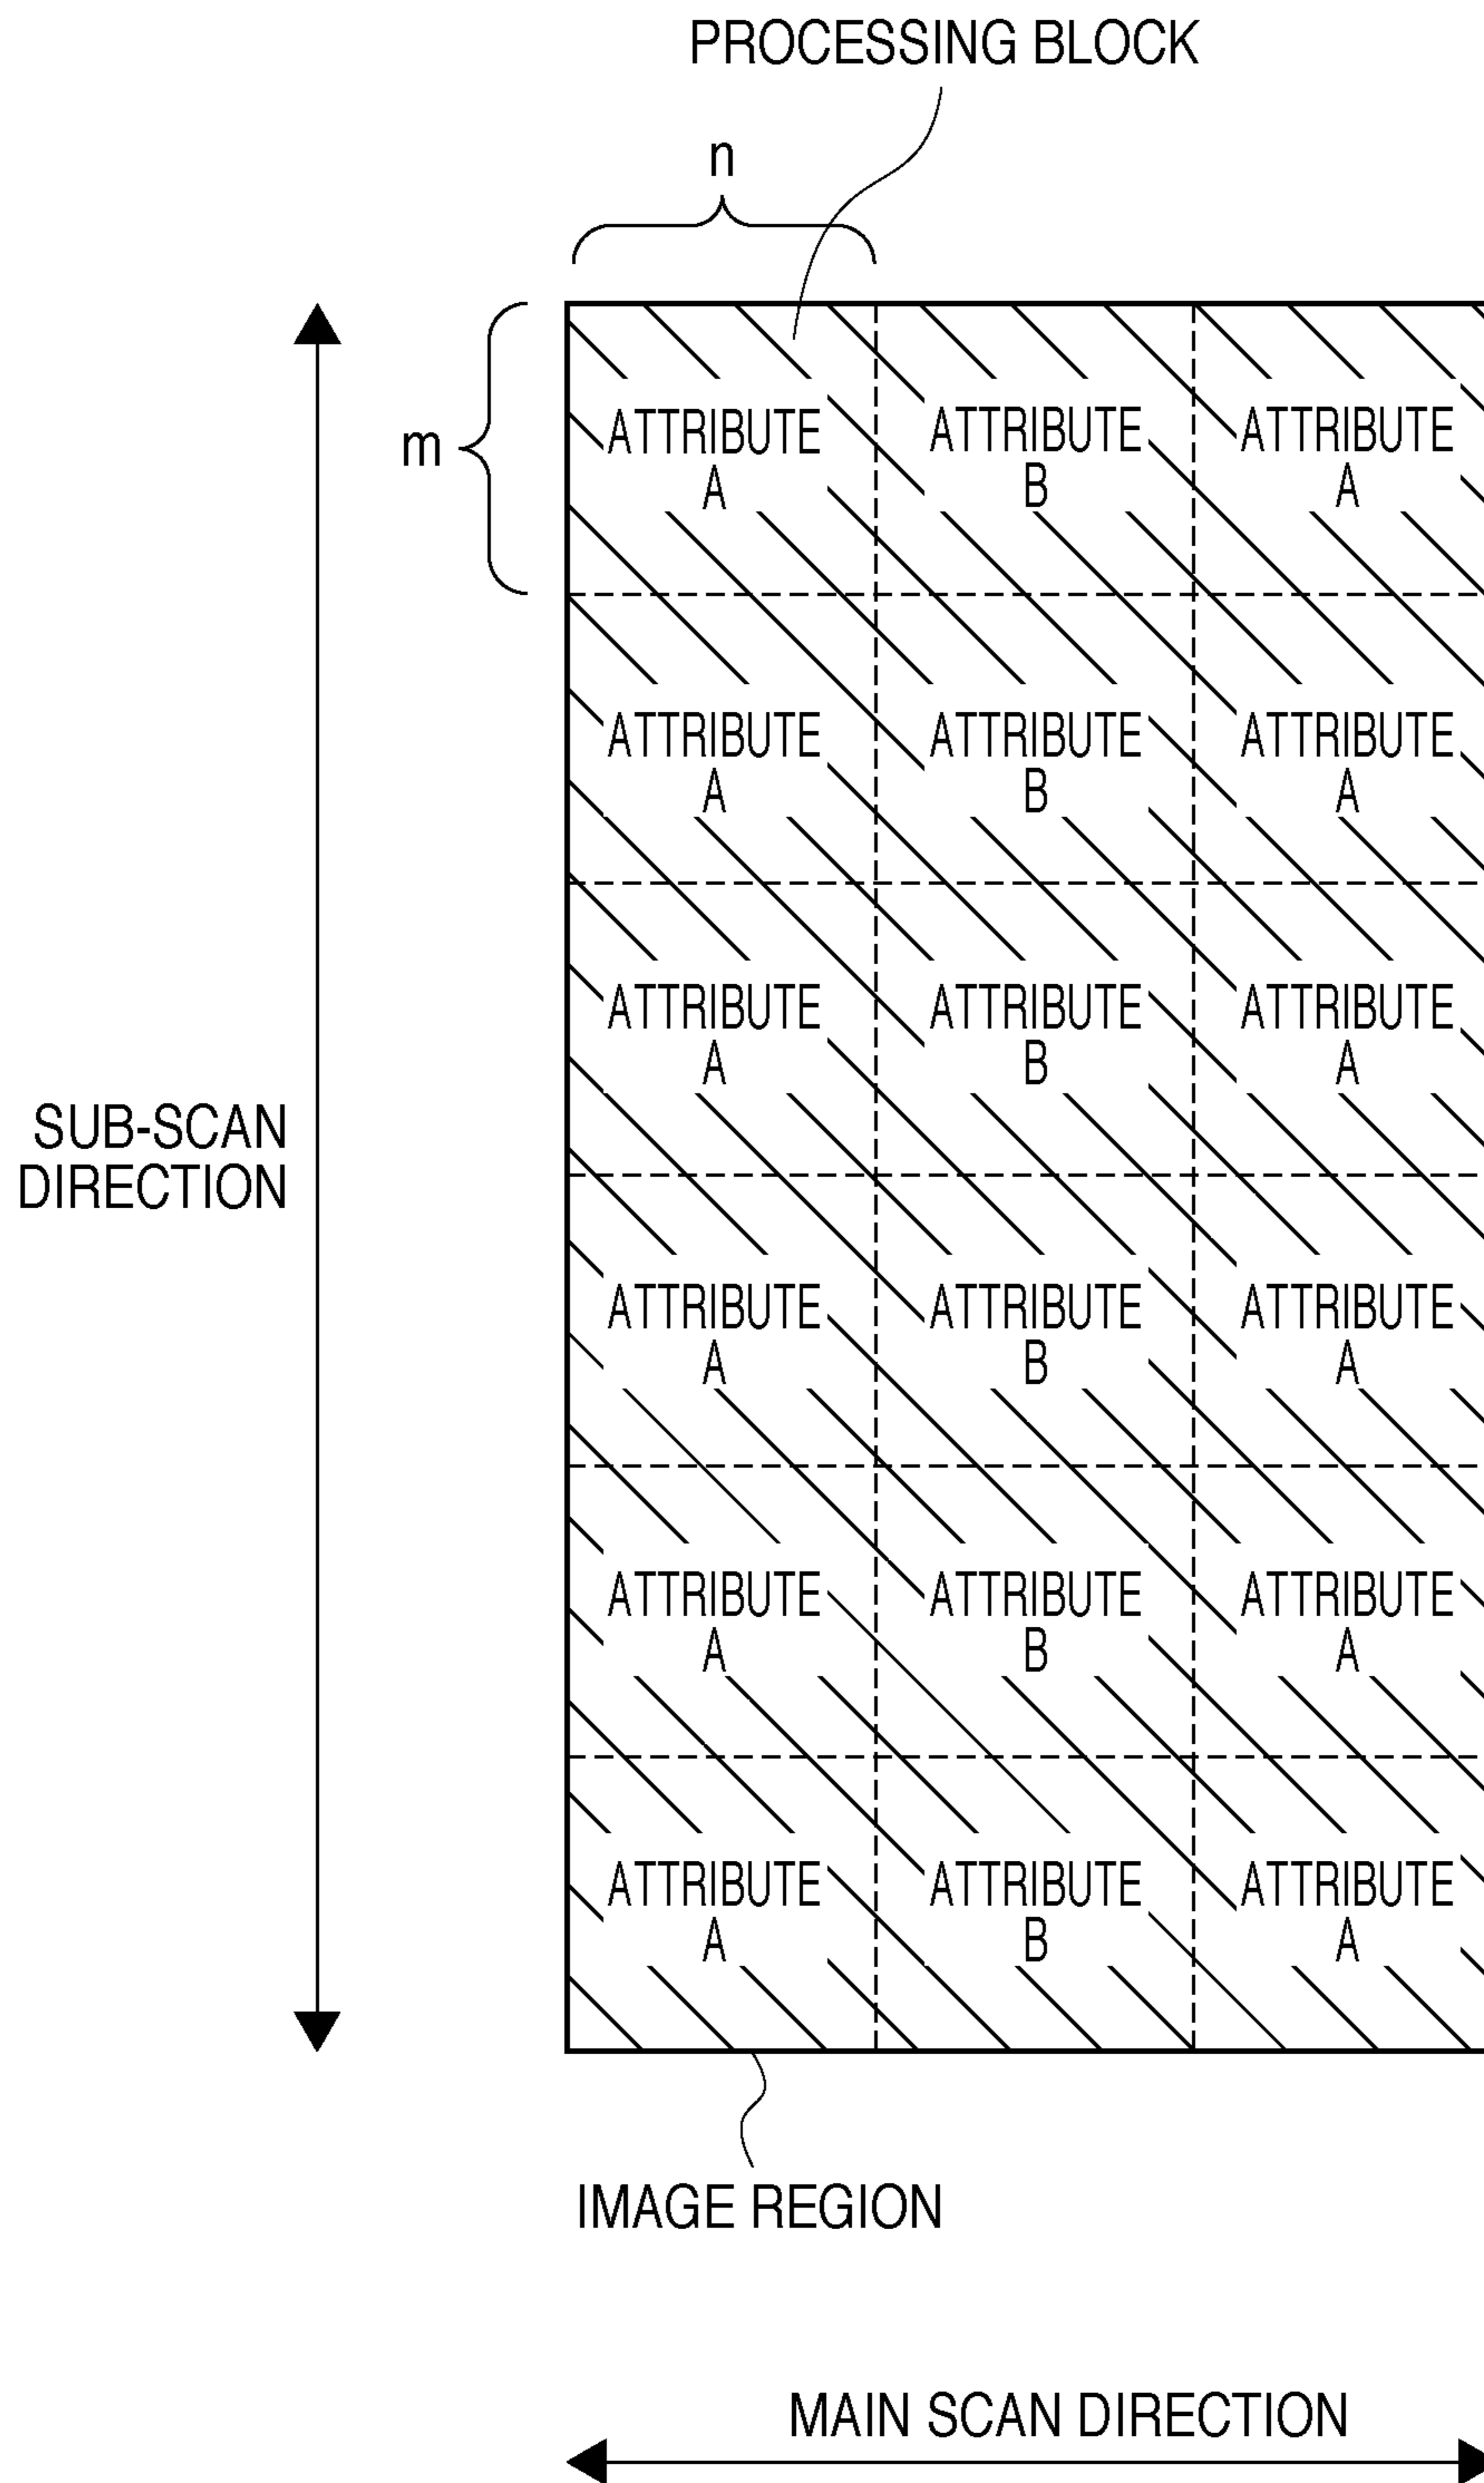 PROCESSING BLOCK
n
m
ATTRIBUTE ATTRIBUTE ATTRIBUTE
A B A
ATTRIBUTE ATTRIBUTE ATTRIBUTE
A B A
ATTRIBUTE ATTRIBUTE ATTRIBUTE
A B A
SUB-SCAN
DIRECTION
ATTRIBUTE ATTRIBUTE ATTRIBUTE
A B A
ATTRIBUTE ATTRIBUTE ATTRIBUTE
A B A
ATTRIBUTE ATTRIBUTE ATTRIBUTE
A B A
IMAGE REGION
MAIN SCAN DIRECTION